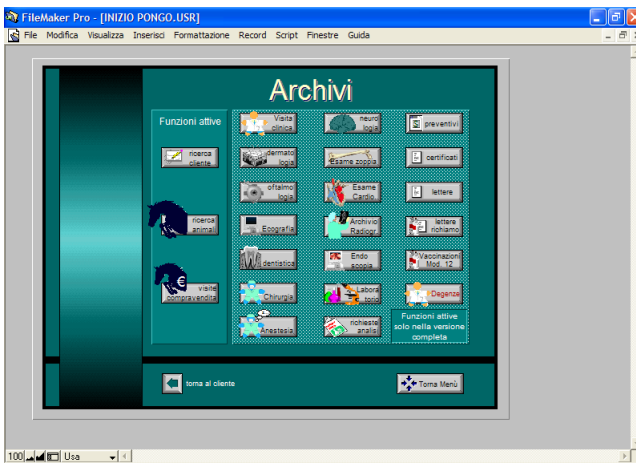 FileMaker Pro - [INIZIO PONGO.USR]
File Modifica Visualizza Inserisci Formattazione Record Script Finestre Guida
Archivi
Funzioni attive
ricerca
cliente
ricerca
animali
visite
compravendita
Visita
clinica
neuro
logia
preventivi
dermato
logia
Esame zoppia
certificati
oftalmo
logia
Esame
Cardio
lettere
Ecografia
Archivio
Radiogr.
lettere
richiamo
dentistica
Endo
scopia
Vaccinazioni
Mod. 12
Chirurgia
Labora
torio
Degenze
Anestesia
richieste
analisi
Funzioni attive
solo nella versione
completa
torna al cliente
Torna Menù
100 Usa